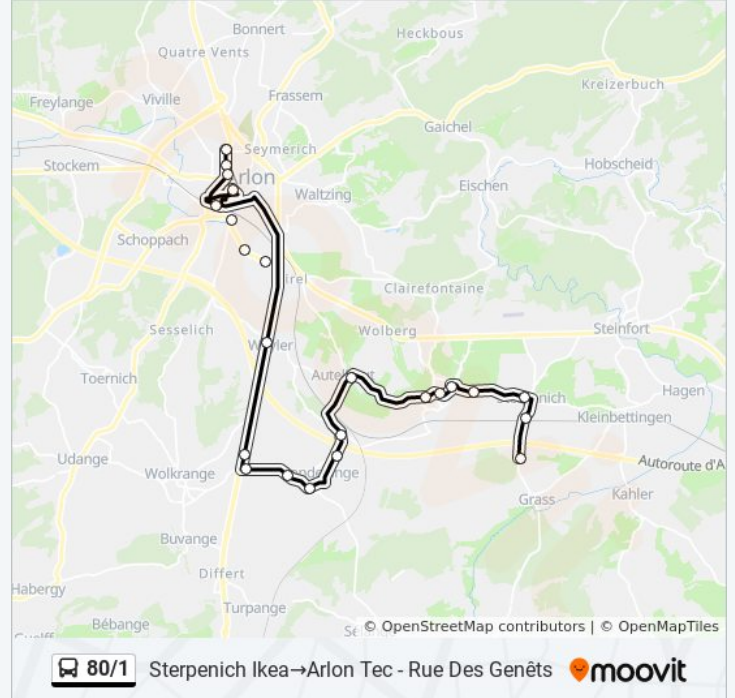 Bonnert
Heckbous
Quatre Vents
Kreizerbuch
Freylange
Viville
Frassem
Gaichel
Seymerich
Stockem
Arlon
Hobscheid
Eischen
Waltzing
Schoppach
Clairefontaine
Sesselich
Wolberg
Steinfort
Toernich
Hagen
Kleinbettingen
Udange
Wolkrange
Autoroute d'A
Grass
Kahler
Buvange
Differt
Habergy
Turpange
Bébange
© OpenStreetMap contributors | © OpenMapTiles
80/1 Sterpenich Ikea→Arlon Tec - Rue Des Genêts moovit